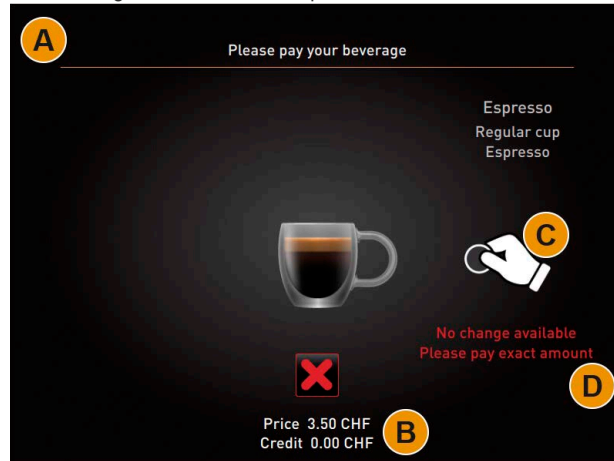 A
Please pay your beverage
Espresso
Regular cup
Espresso
C
No change available
Please pay exact amount
D
Price 3.50 CHF
Credit 0.00 CHF
B